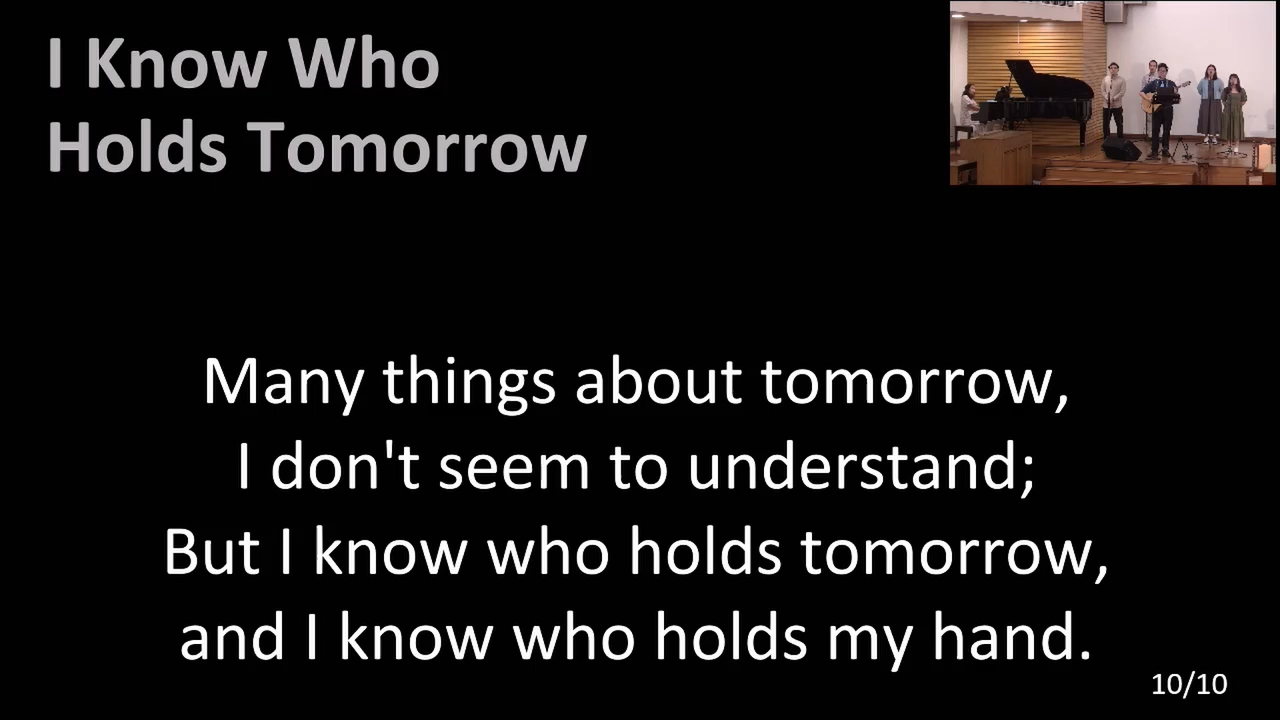 I Know Who
Holds Tomorrow
Many things about tomorrow,
I don't seem to understand;
But I know who holds tomorrow,
and I know who holds my hand.
10/10